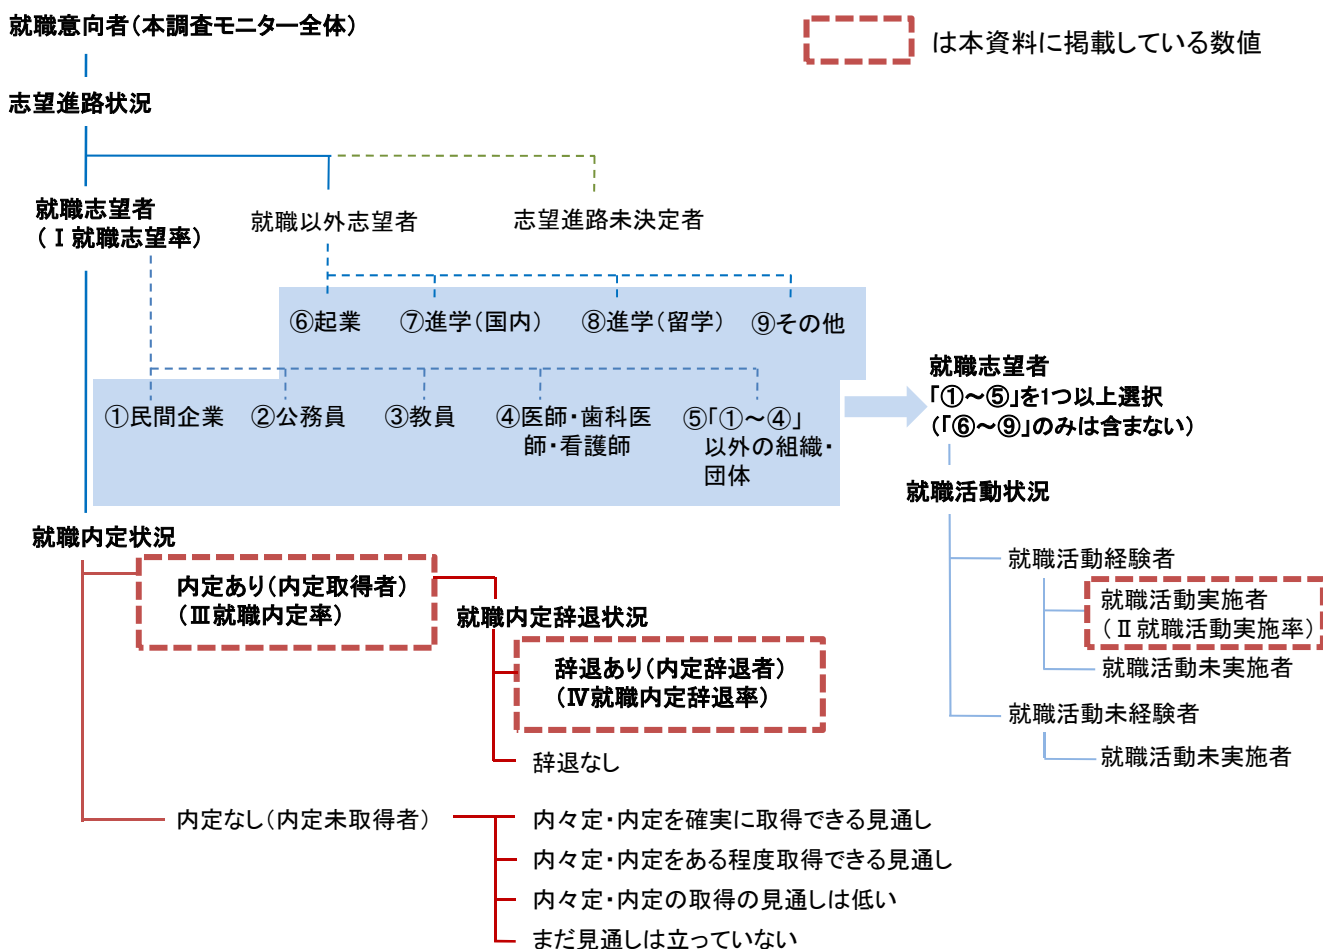 就職意向者（本調査モニター全体）
は本資料に掲載している数値
志望進路状況
就職志望者
（Ⅰ就職志望率）
就職以外志望者
志望進路未決定者
⑥起業
⑦進学（国内）
⑧進学（留学）
⑨その他
①民間企業
②公務員
③教員
④医師・歯科医
師・看護師
⑤「①～④」
以外の組織・
団体
就職志望者
「①～⑤」を1つ以上選択
（「⑥～⑨」のみは含まない）
就職活動状況
就職活動経験者
就職活動実施者
（Ⅱ就職活動実施率）
就職活動未実施者
就職活動未経験者
就職活動未実施者
就職内定状況
内定あり（内定取得者）
（Ⅲ就職内定率）
就職内定辞退状況
辞退あり（内定辞退者）
（Ⅳ就職内定辞退率）
辞退なし
内定なし（内定未取得者）
内々定・内定を確実に取得できる見通し
内々定・内定をある程度取得できる見通し
内々定・内定の取得の見通しは低い
まだ見通しは立っていない